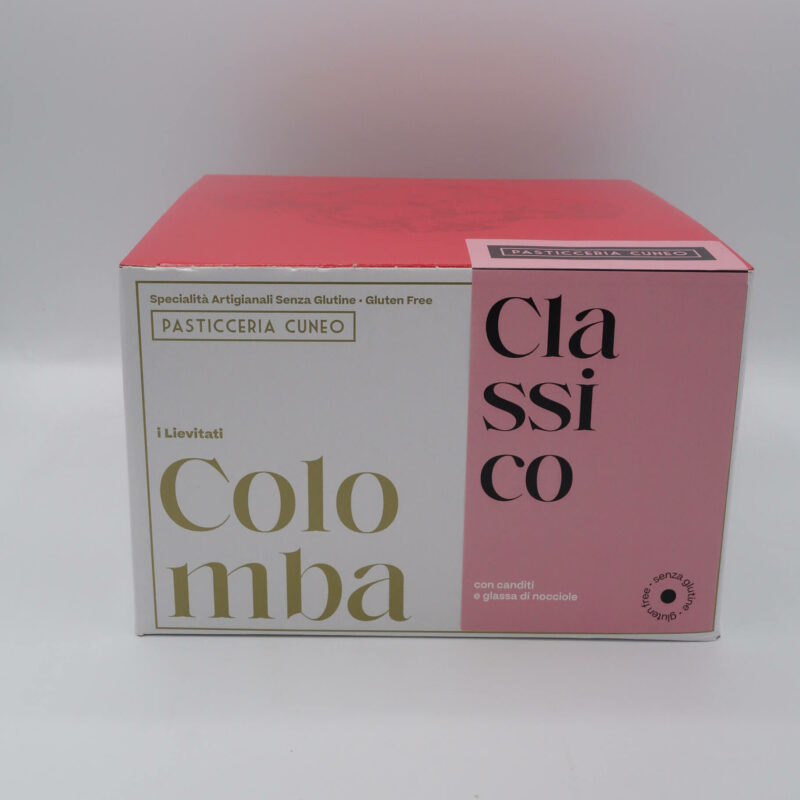 Specialità Artigianali Senza Glutine • Gluten Free
PASTICCERIA CUNEO
i Lievitati
Colo
mba
PASTICCERIA CUNEO
Cla
ssi
co
con canditi
e glassa di nocciole
senza glutine • gluten free •